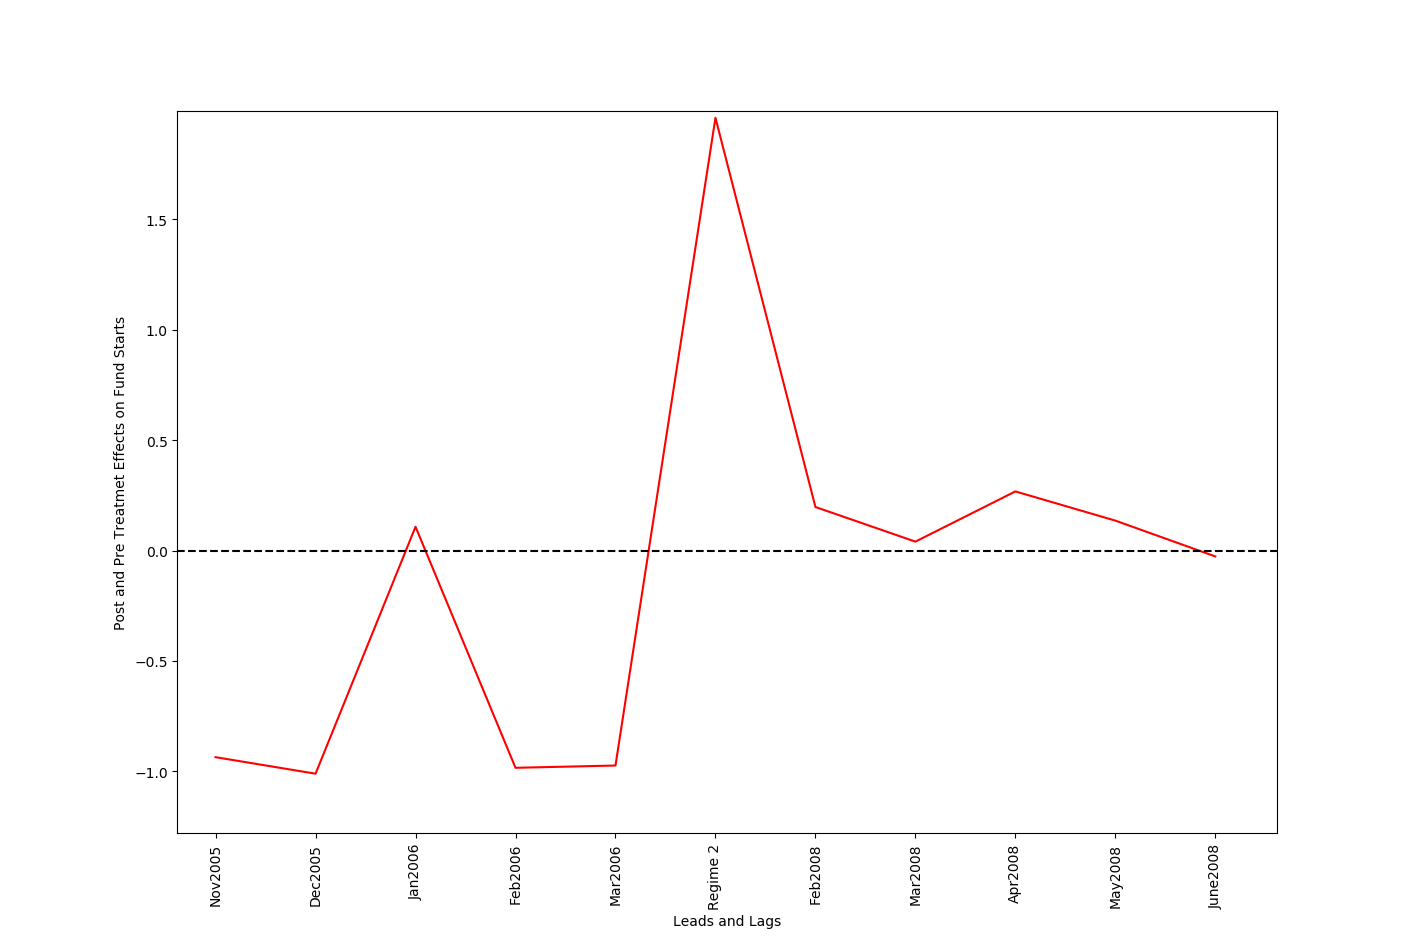 Post and Pre Treatmet Effects on Fund Starts
1.5
1.0
0.5
0.0
−0.5
−1.0
Nov2005
Dec2005
Jan2006
Feb2006
Mar2006
Regime 2
Feb2008
Mar2008
Apr2008
May2008
June2008
Leads and Lags